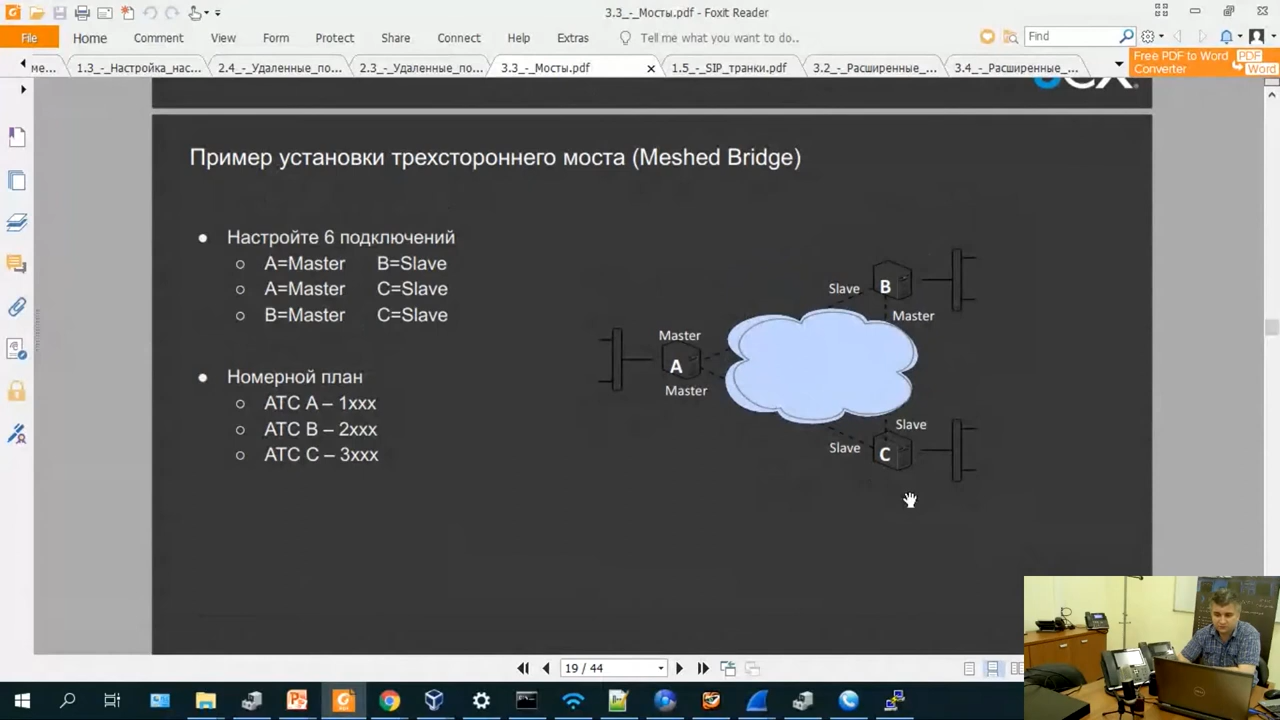 3.3_-_Мосты.pdf - Foxit Reader
File Home Comment View Form Protect Share Connect Help Extras Tell me what you want to do.. Find
ме... 1.3_-_Настройка_нас... 2.4_-_Удаленные_по... 2.3_-_Удаленные_по... 3.3_-_Мосты.pdf 1.5_-_SIP_транки.pdf 3.2_-_Расширенные_... 3.4_-_Расширенные_...
Free PDF to Word
Converter
PDF
Word
Пример установки трехстороннего моста (Meshed Bridge)
Настройте 6 подключений
A=Master B=Slave
A=Master C=Slave
B=Master C=Slave
Номерной план
АТС A – 1xxx
АТС B – 2xxx
АТС C – 3xxx
Slave
B
Master
Master
A
Master
Slave
Slave
C
19 / 44